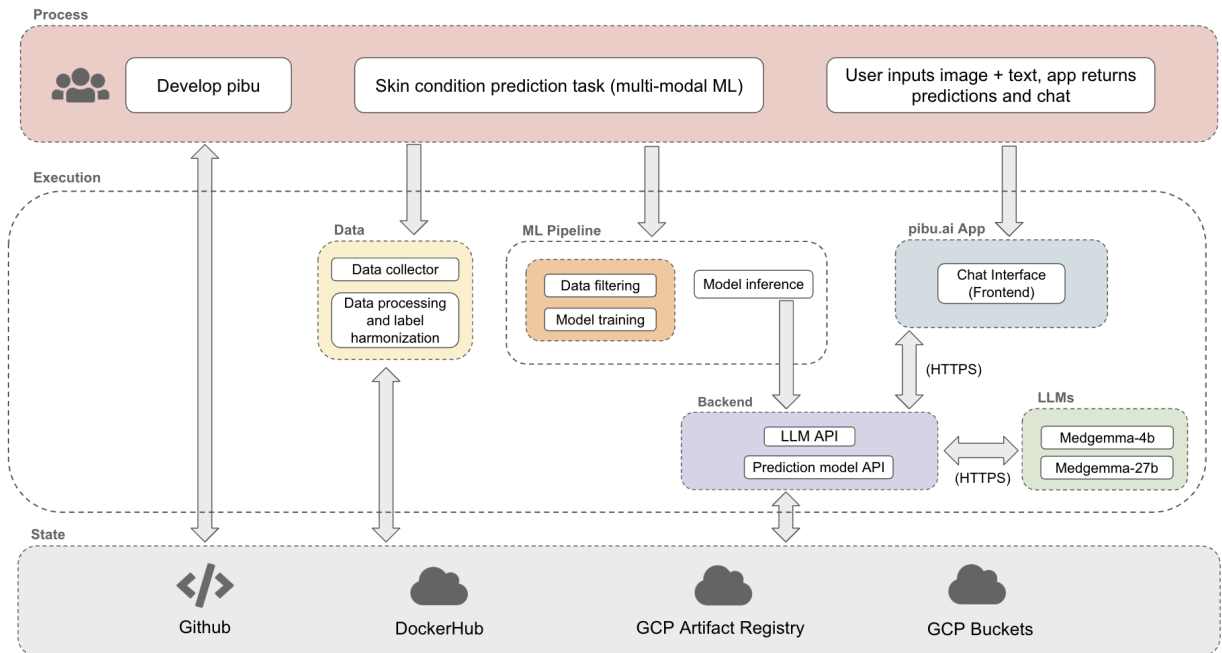 Process
Develop pibu
Skin condition prediction task (multi-modal ML)
User inputs image + text, app returns
predictions and chat
Execution
Data
Data collector
Data processing
and label
harmonization
ML Pipeline
Data filtering
Model training
Model inference
pibu.ai App
Chat Interface
(Frontend)
(HTTPS)
Backend
LLM API
Prediction model API
(HTTPS)
LLMs
Medgemma-4b
Medgemma-27b
State
</>
Github
DockerHub
GCP Artifact Registry
GCP Buckets